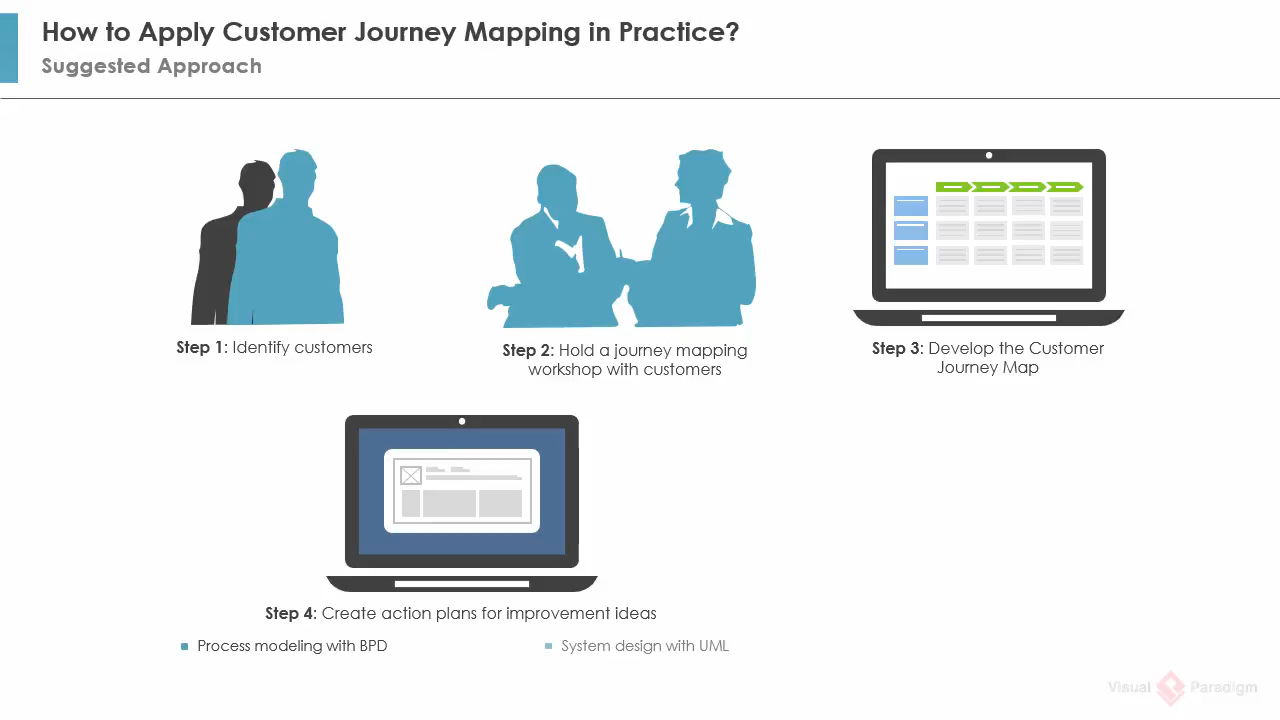 How to Apply Customer Journey Mapping in Practice?
Suggested Approach
Step 1: Identify customers
Step 2: Hold a journey mapping
workshop with customers
Step 3: Develop the Customer
Journey Map
Step 4: Create action plans for improvement ideas
Process modeling with BPD
System design with UML
Visual Paradigm